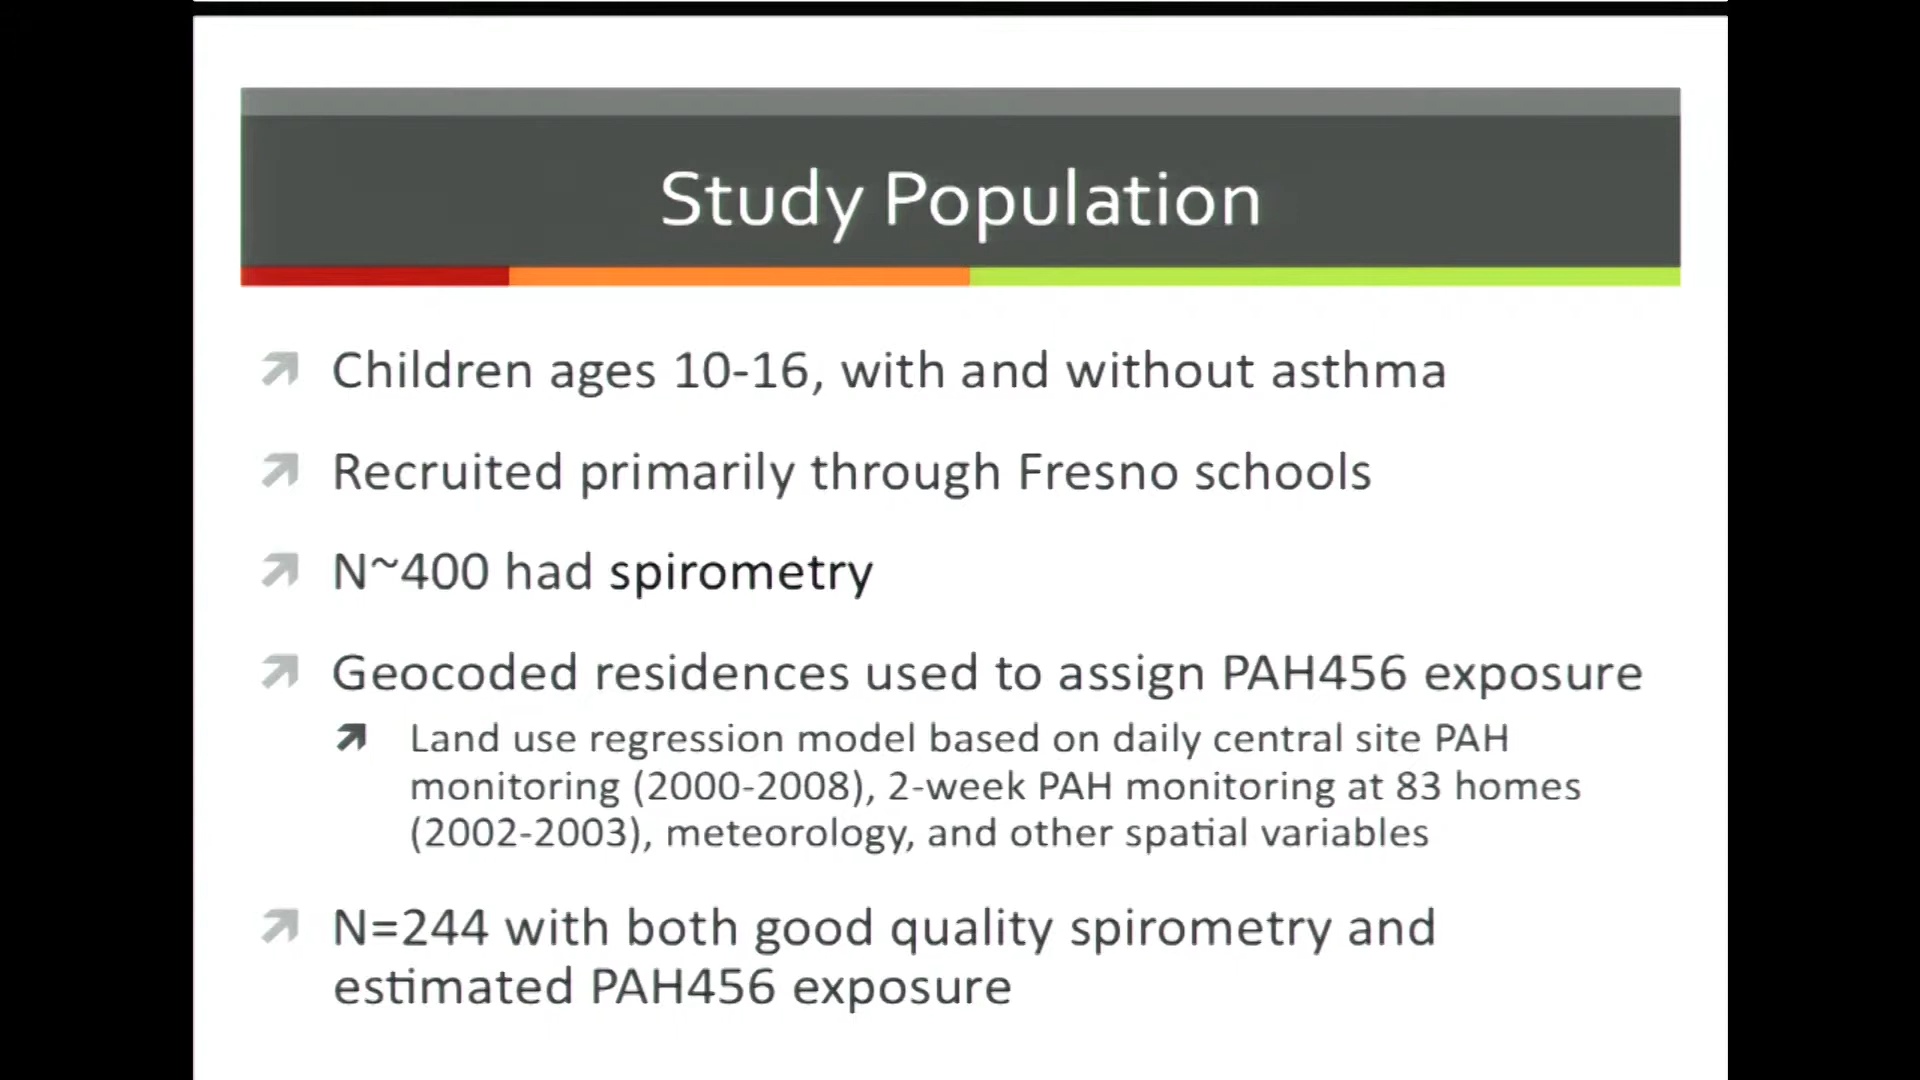 Study Population
Children ages 10-16, with and without asthma
Recruited primarily through Fresno schools
N~400 had spirometry
Geocoded residences used to assign PAH456 exposure
Land use regression model based on daily central site PAH
monitoring (2000-2008), 2-week PAH monitoring at 83 homes
(2002-2003), meteorology, and other spatial variables
N=244 with both good quality spirometry and
estimated PAH456 exposure